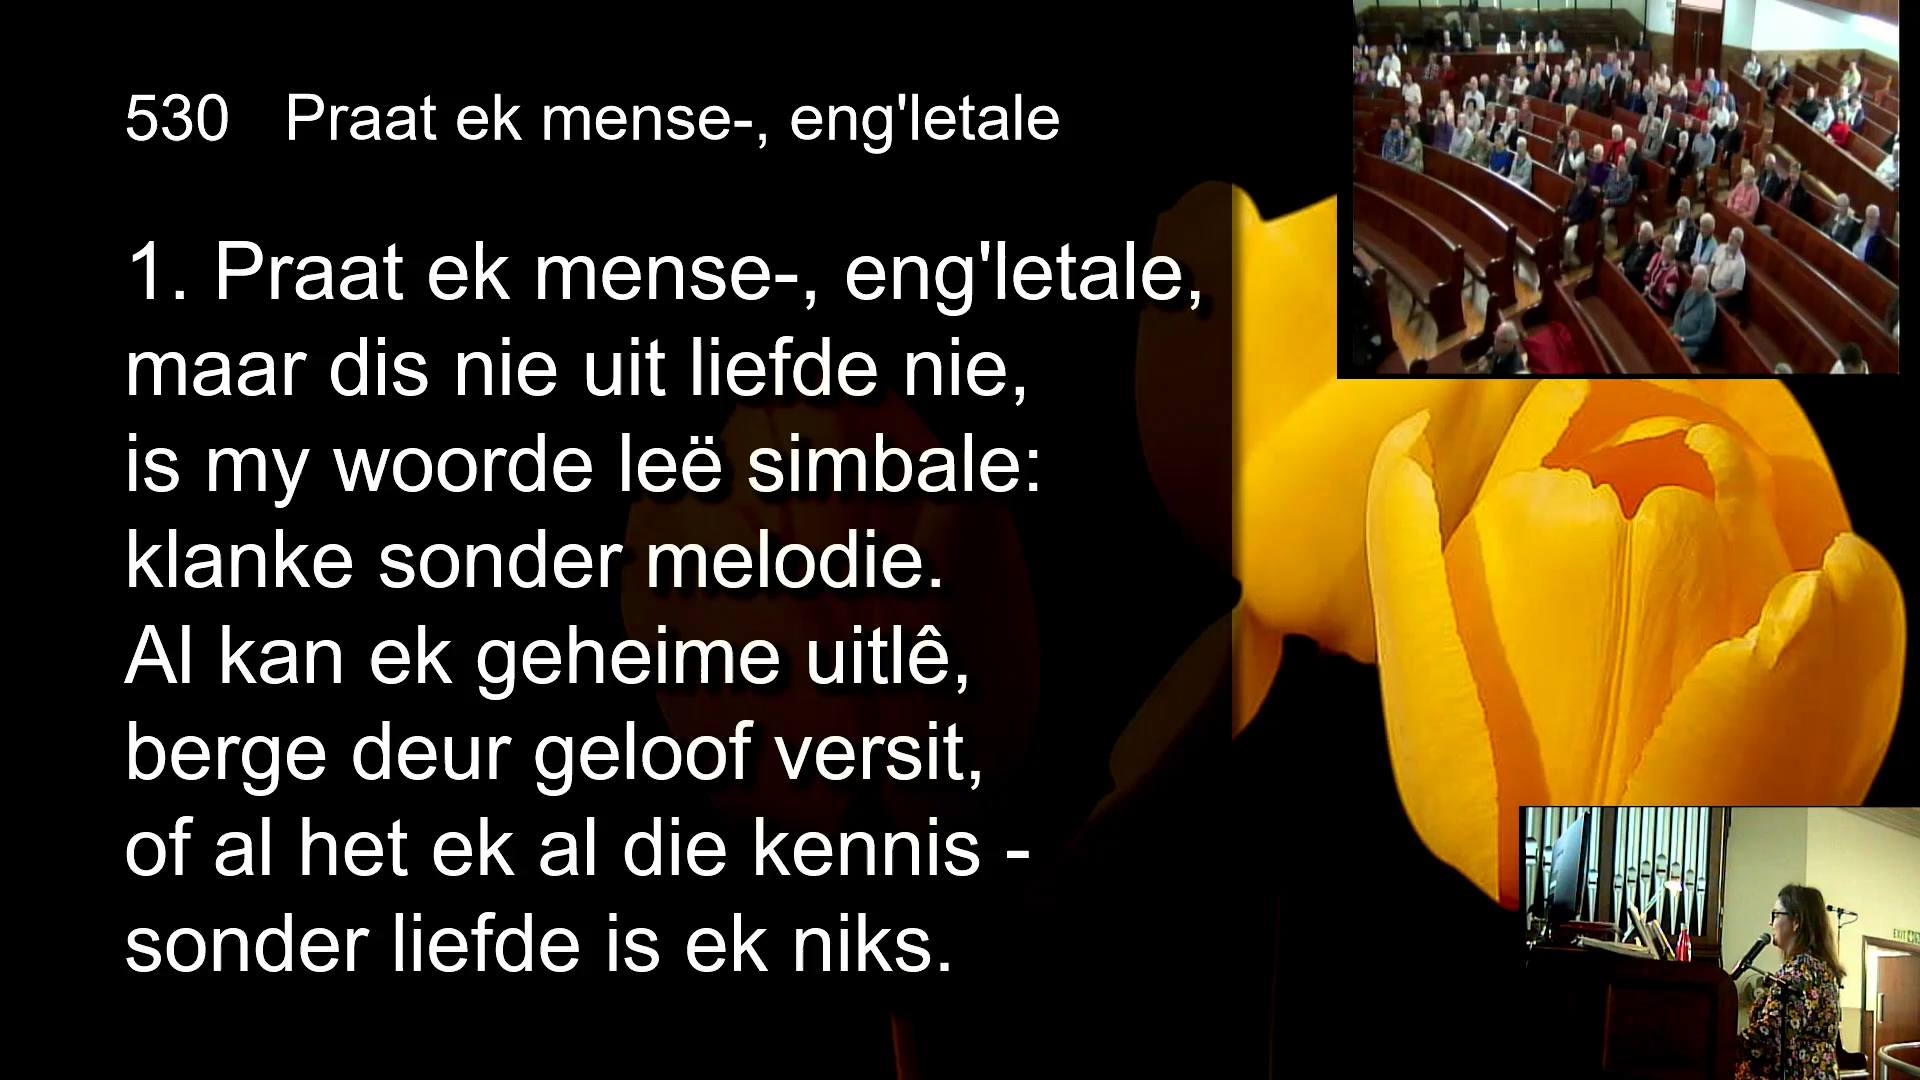 530 Praat ek mense-, eng'letale
1. Praat ek mense-, eng'letale,
maar dis nie uit liefde nie,
is my woorde leë simbale:
klanke sonder melodie.
Al kan ek geheime uitlê,
berge deur geloof versit,
of al het ek al die kennis -
sonder liefde is ek niks.
EXIT